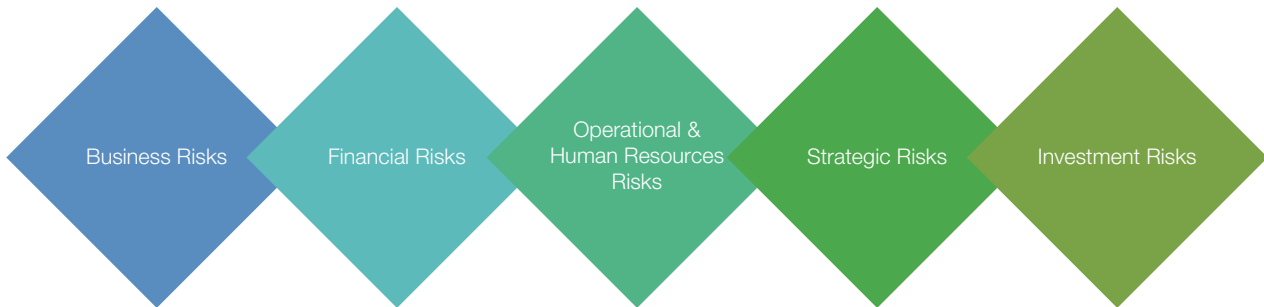 Business Risks
Financial Risks
Operational &
Human Resources
Risks
Strategic Risks
Investment Risks